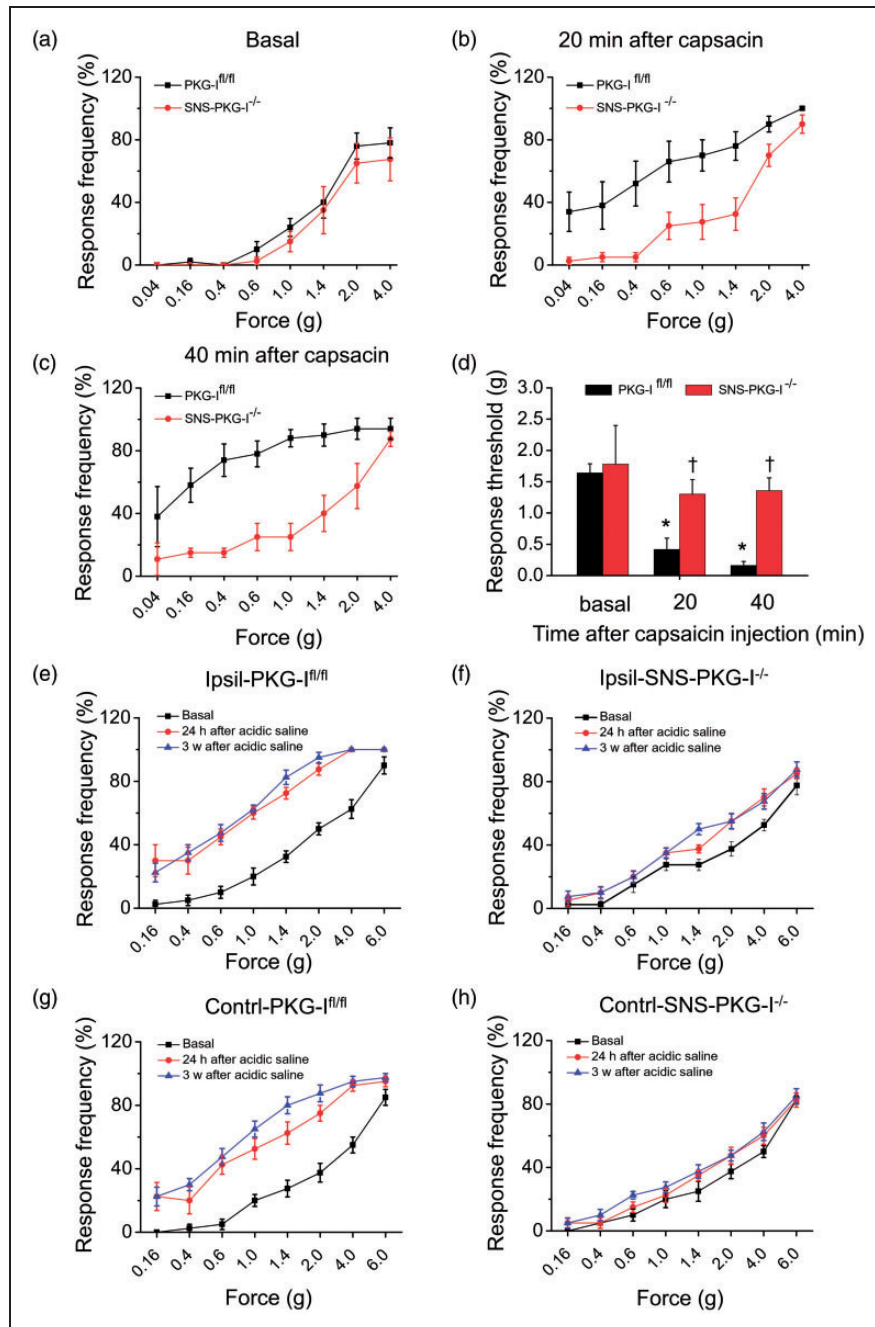 (a)
Basal
PKG-I fl/fl
SNS-PKG-I -/-
Response frequency (%)
120
80
40
0
0.04 0.16 0.4 0.6 1.0 1.4 2.0 4.0
Force (g)
(b)
20 min after capsacin
PKG-I fl/fl
SNS-PKG-I -/-
Response frequency (%)
120
80
40
0
0.04 0.16 0.4 0.6 1.0 1.4 2.0 4.0
Force (g)
(c)
40 min after capsacin
PKG-I fl/fl
SNS-PKG-I -/-
Response frequency (%)
120
80
40
0
0.04 0.16 0.4 0.6 1.0 1.4 2.0 4.0
Force (g)
(d)
PKG-I fl/fl
SNS-PKG-I -/-
Response threshold (g)
3.0
2.5
2.0
1.5
1.0
0.5
0.0
* † * †
basal 20 40
Time after capsaicin injection (min)
(e)
Ipsil-PKG-I fl/fl
Basal
24 h after acidic saline
3 w after acidic saline
Response frequency (%)
120
80
40
0
0.16 0.4 0.6 1.0 1.4 2.0 4.0 6.0
Force (g)
(f)
Ipsil-SNS-PKG-I -/-
Basal
24 h after acidic saline
3 w after acidic saline
Response frequency (%)
120
80
40
0
0.16 0.4 0.6 1.0 1.4 2.0 4.0 6.0
Force (g)
(g)
Contrl-PKG-I fl/fl
Basal
24 h after acidic saline
3 w after acidic saline
Response frequency (%)
120
80
40
0
0.16 0.4 0.6 1.0 1.4 2.0 4.0 6.0
Force (g)
(h)
Contrl-SNS-PKG-I -/-
Basal
24 h after acidic saline
3 w after acidic saline
Response frequency (%)
120
80
40
0
0.16 0.4 0.6 1.0 1.4 2.0 4.0 6.0
Force (g)